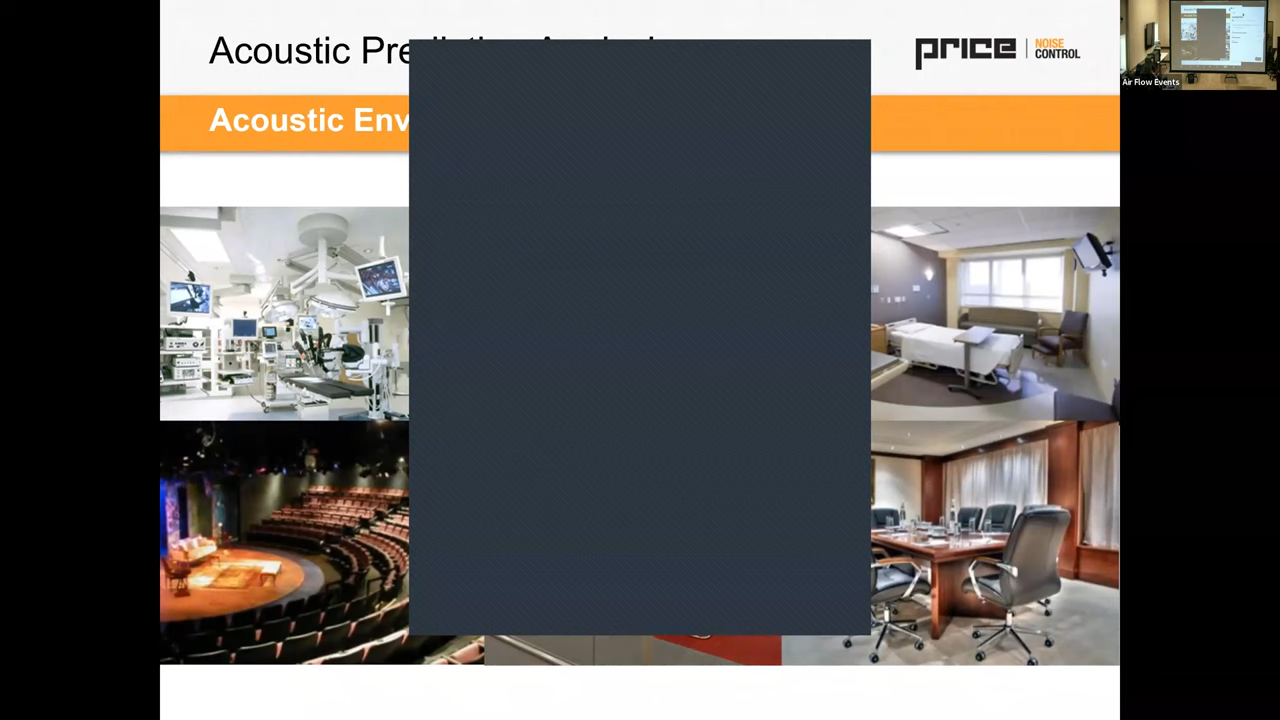 Acoustic Pre
price | NOISE
CONTROL
Acoustic Env
Air Flow Events